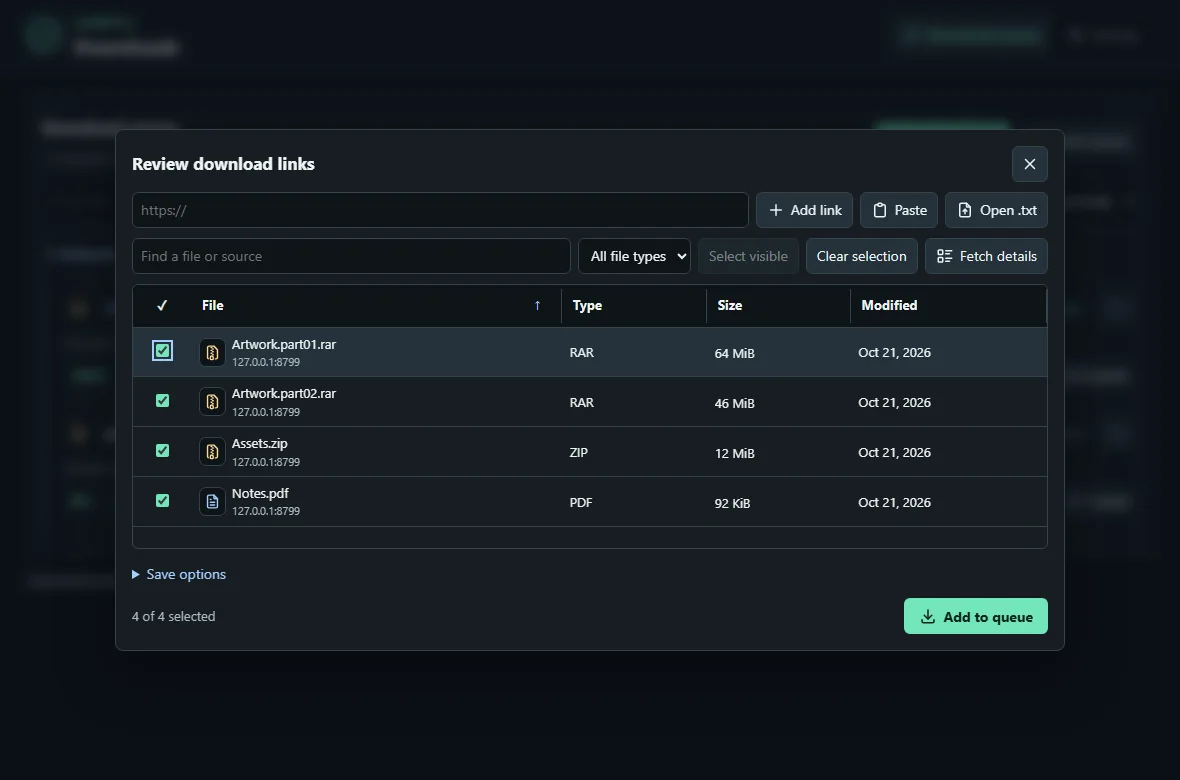 Review download links
https://
Add link
Paste
Open .txt
Find a file or source
All file types
Select visible
Clear selection
Fetch details
✓ File ↑ Type Size Modified
Artwork.part01.rar
127.0.0.1:8799
RAR 64 MiB Oct 21, 2026
Artwork.part02.rar
127.0.0.1:8799
RAR 46 MiB Oct 21, 2026
Assets.zip
127.0.0.1:8799
ZIP 12 MiB Oct 21, 2026
Notes.pdf
127.0.0.1:8799
PDF 92 KiB Oct 21, 2026
Save options
4 of 4 selected
Add to queue